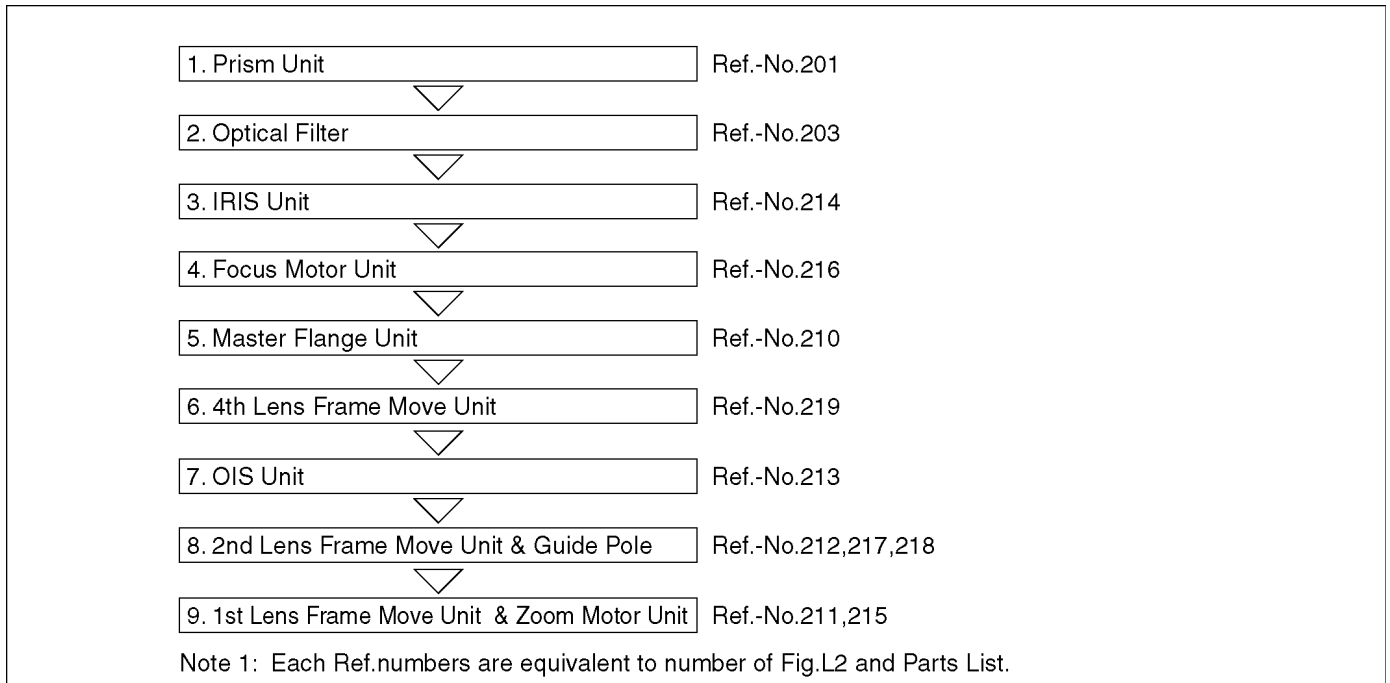 1. Prism Unit Ref.-No.201
2. Optical Filter Ref.-No.203
3. IRIS Unit Ref.-No.214
4. Focus Motor Unit Ref.-No.216
5. Master Flange Unit Ref.-No.210
6. 4th Lens Frame Move Unit Ref.-No.219
7. OIS Unit Ref.-No.213
8. 2nd Lens Frame Move Unit & Guide Pole Ref.-No.212,217,218
9. 1st Lens Frame Move Unit & Zoom Motor Unit Ref.-No.211,215
Note 1: Each Ref.numbers are equivalent to number of Fig.L2 and Parts List.